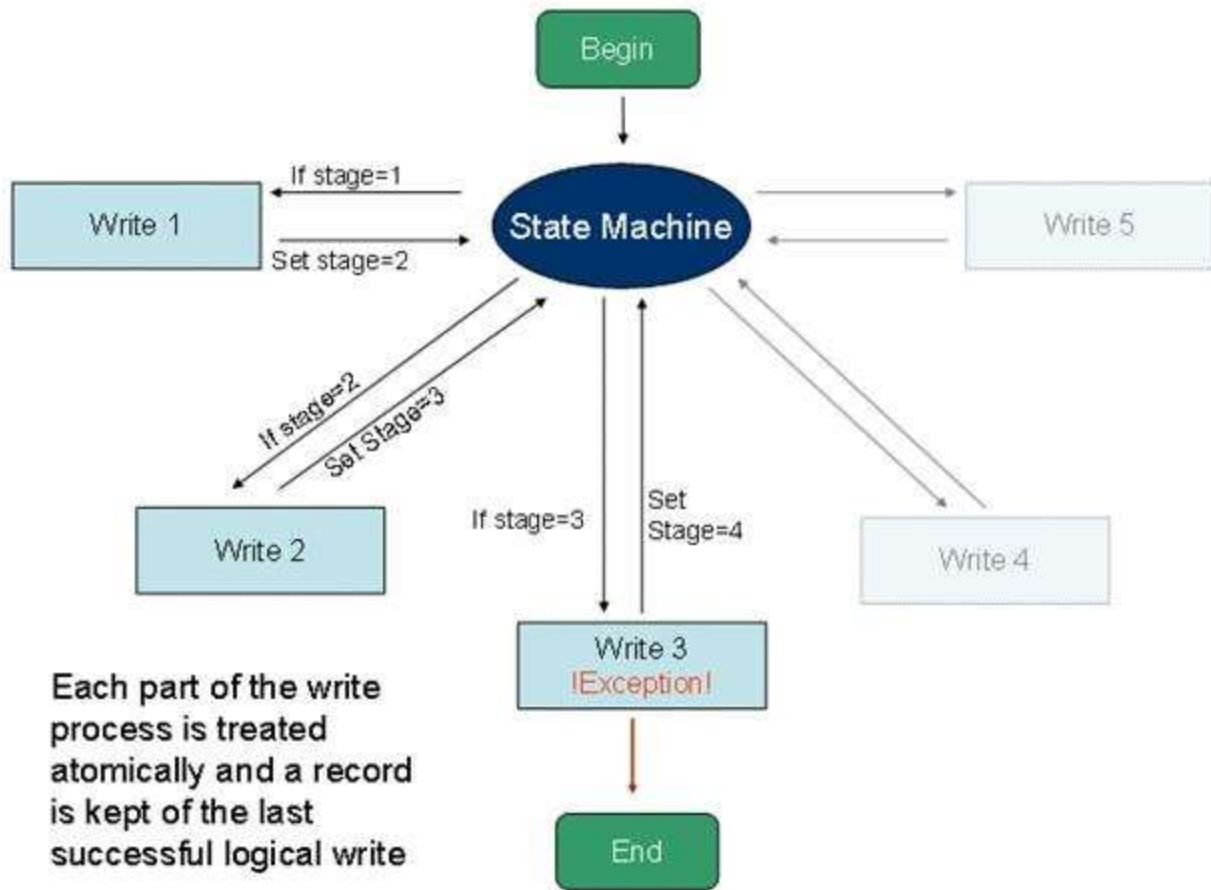 Begin
If stage=1
Write 1
Set stage=2
State Machine
Write 5
If stage=2
Set Stage=3
Write 2
If stage=3
Set
Stage=4
Write 4
Write 3
!Exception!
Each part of the write
process is treated
atomically and a record
is kept of the last
successful logical write
End